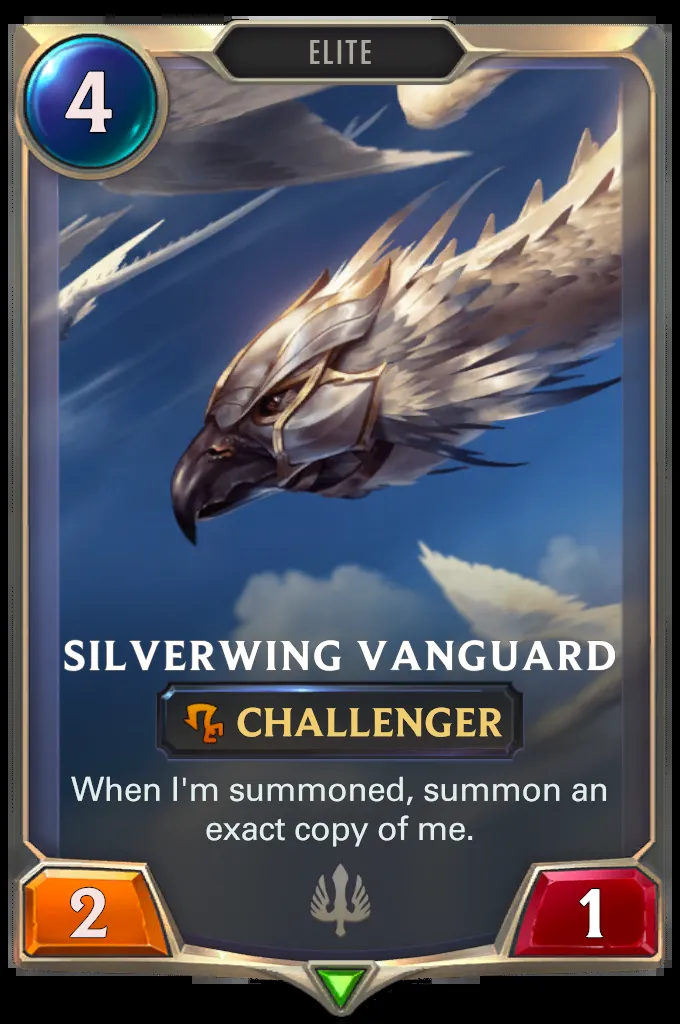 4
ELITE
SILVERWING VANGUARD
CHALLENGER
When I'm summoned, summon an
exact copy of me.
2
1